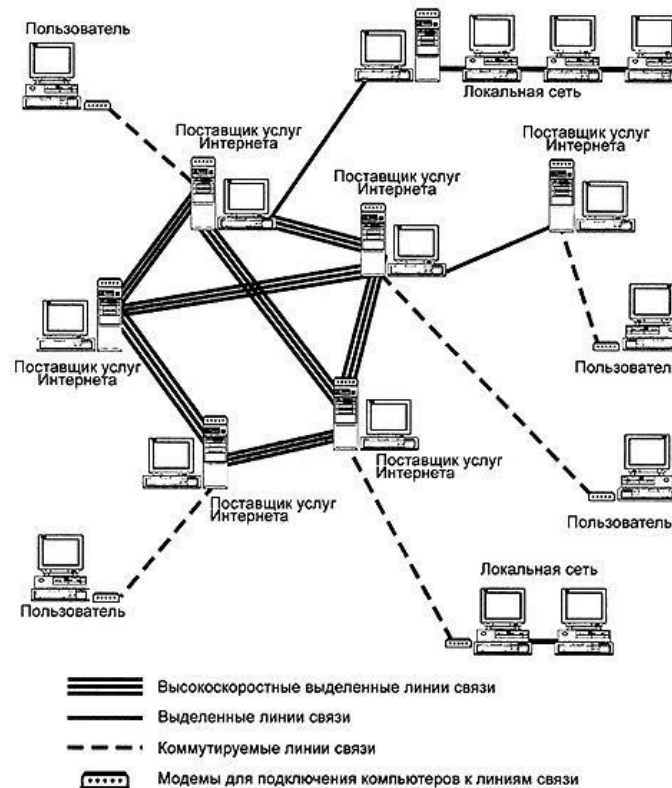 Пользователь
Локальная сеть
Поставщик услуг
Интернета
Поставщик услуг
Интернета
Поставщик услуг
Интернета
Поставщик услуг
Интернета
Пользователь
Поставщик услуг
Интернета
Поставщик услуг
Интернета
Пользователь
Локальная сеть
Пользователь
Высокоскоростные выделенные линии связи
Выделенные линии связи
Коммутируемые линии связи
Модемы для подключения компьютеров к линиям связи